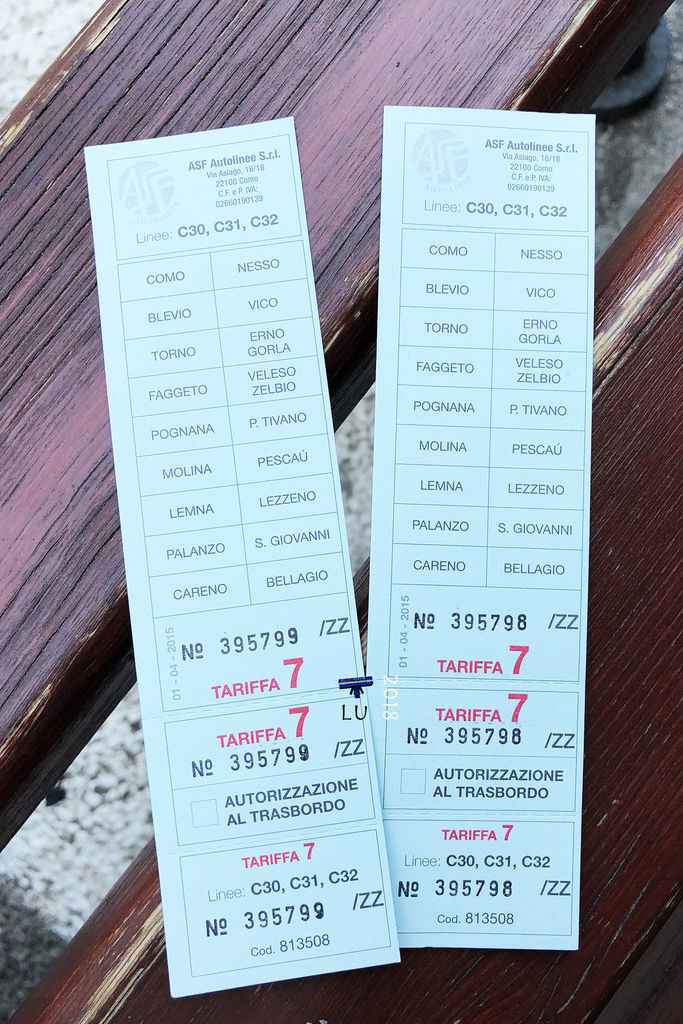 ASF
AUTOLINEE
ASF Autolinee S.r.l.
Via Asiago, 16/18
22100 Como
C.F. e P. IVA:
02660190139
Linee: C30, C31, C32
COMO NESSO
BLEVIO VICO
TORNO ERNO
GORLA
FAGGETO VELESO
ZELBIO
POGNANA P. TIVANO
MOLINA PESCAÚ
LEMNA LEZZENO
PALANZO S. GIOVANNI
CARENO BELLAGIO
01 - 04 - 2015
Nº 395799 /ZZ
TARIFFA 7
TARIFFA 7
Nº 395799 /ZZ
AUTORIZZAZIONE
AL TRASBORDO
TARIFFA 7
Linee: C30, C31, C32
Nº 395799 /ZZ
Cod. 813508
ASF
AUTOLINEE
ASF Autolinee S.r.l.
Via Asiago, 16/18
22100 Como
C.F. e P. IVA:
02660190139
Linee: C30, C31, C32
COMO NESSO
BLEVIO VICO
TORNO ERNO
GORLA
FAGGETO VELESO
ZELBIO
POGNANA P. TIVANO
MOLINA PESCAÚ
LEMNA LEZZENO
PALANZO S. GIOVANNI
CARENO BELLAGIO
01 - 04 - 2015
Nº 395798 /ZZ
TARIFFA 7
TARIFFA 7
Nº 395798 /ZZ
AUTORIZZAZIONE
AL TRASBORDO
TARIFFA 7
Linee: C30, C31, C32
Nº 395798 /ZZ
Cod. 813508
LU
2018